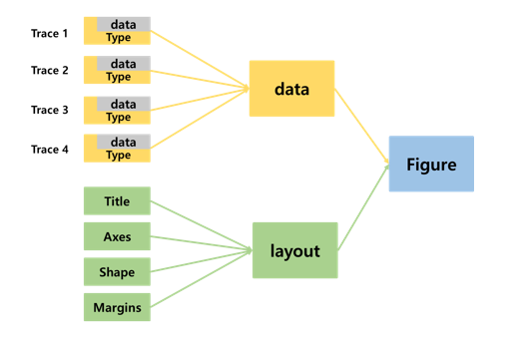 Trace 1
data
Type
Trace 2
data
Type
Trace 3
data
Type
Trace 4
data
Type
data
Figure
Title
Axes
Shape
Margins
layout